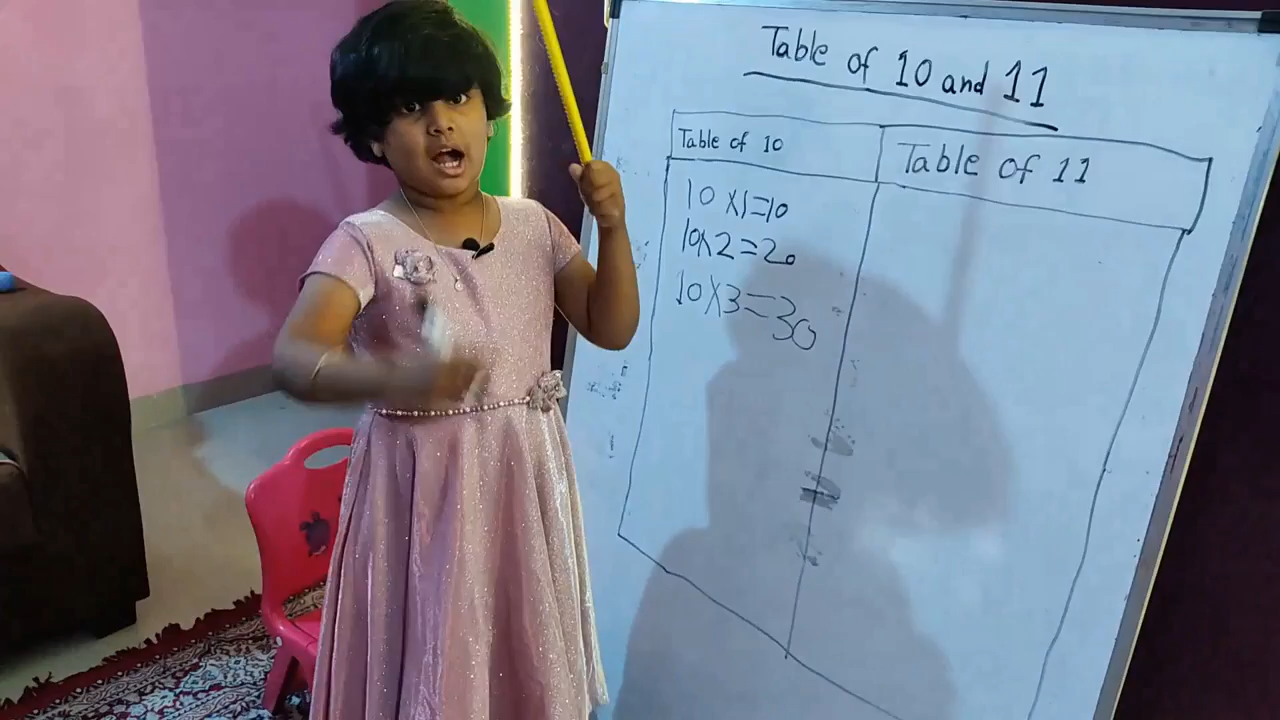 Table of 10 and 11
Table of 10
Table of 11
10 x1=10
10x2=20
10x3=30